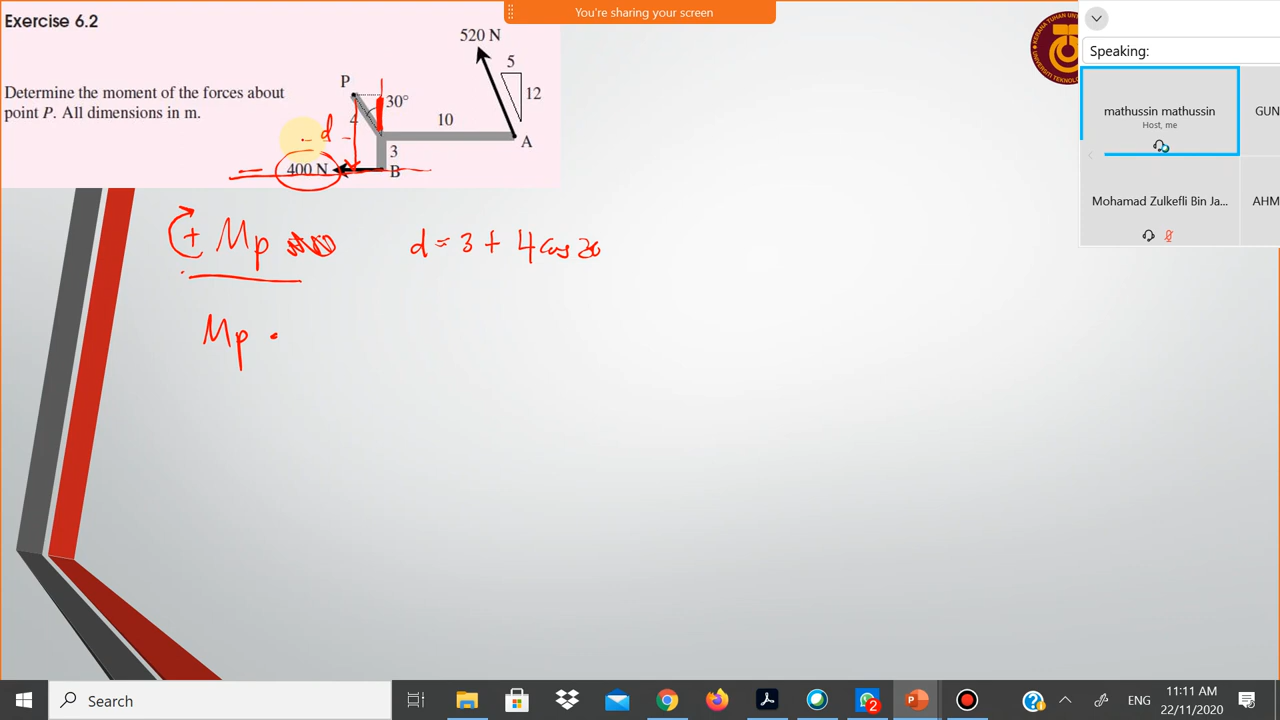 You're sharing your screen
Exercise 6.2
520 N
5
12
P
30°
4
10
A
3
d
400 N
B
Determine the moment of the forces about
point P. All dimensions in m.
Speaking:
mathussin mathussin
Host, me
GUN
Mohamad Zulkefli Bin Ja...
AHM
+ Mp
d = 3 + 4 cos 30
Mp
Search
2
ENG
11:11 AM
22/11/2020